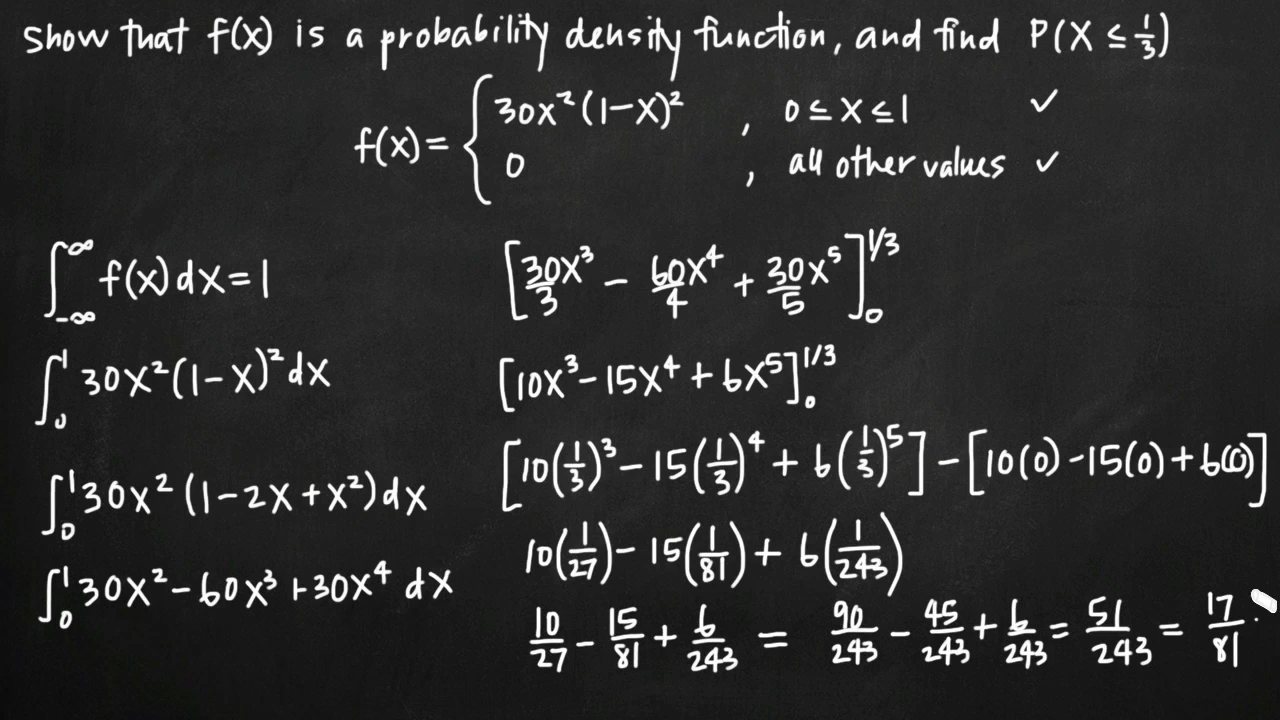 Show that f(x) is a probability density function, and find P(X ≤ 1/3)
f(x) = { 30x²(1-x)² , 0 ≤ x ≤ 1 ✓
0 , all other values ✓
∫_{-∞}^{∞} f(x) dx = 1
∫_0^1 30x²(1-x)² dx
∫_0^1 30x² (1-2x+x²) dx
∫_0^1 30x² - 60x³ + 30x⁴ dx
[30x³/3 - 60x⁴/4 + 30x⁵/5]_0^{1/3}
[10x³ - 15x⁴ + 6x⁵]_0^{1/3}
[10(1/3)³ - 15(1/3)⁴ + 6(1/3)⁵] - [10(0) - 15(0) + 6(0)]
10(1/27) - 15(1/81) + 6(1/243)
10/27 - 15/81 + 6/243 = 90/243 - 45/243 + 6/243 = 51/243 = 17/81